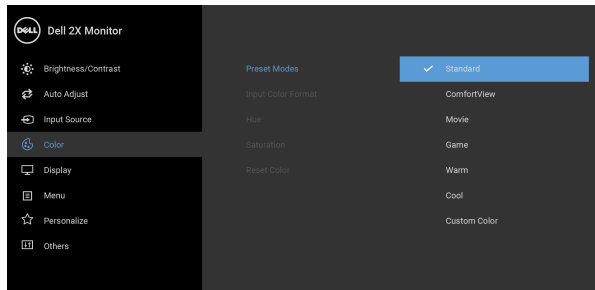 DELL Dell 2X Monitor
Brightness/Contrast
Auto Adjust
Input Source
Color
Display
Menu
Personalize
Others
Preset Modes
Input Color Format
Hue
Saturation
Reset Color
Standard
ComfortView
Movie
Game
Warm
Cool
Custom Color